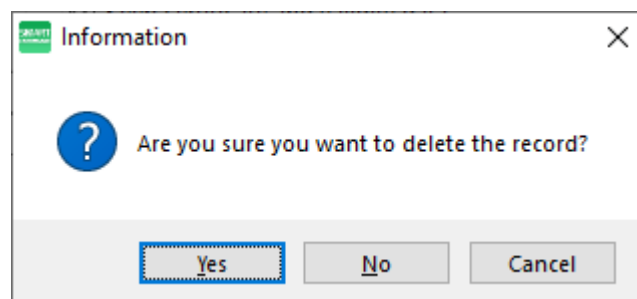 Information
Are you sure you want to delete the record?
Yes
No
Cancel